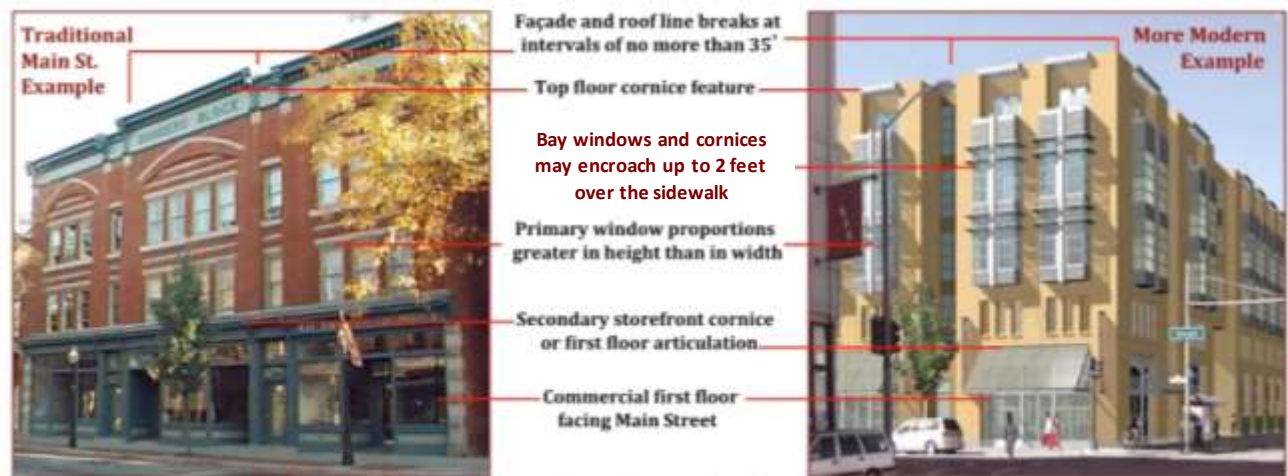 Traditional
Main St.
Example
Façade and roof line breaks at
intervals of no more than 35'
More Modern
Example
Top floor cornice feature
Bay windows and cornices
may encroach up to 2 feet
over the sidewalk
Primary window proportions
greater in height than in width
Secondary storefront cornice
or first floor articulation
Commercial first floor
facing Main Street
BLOCK